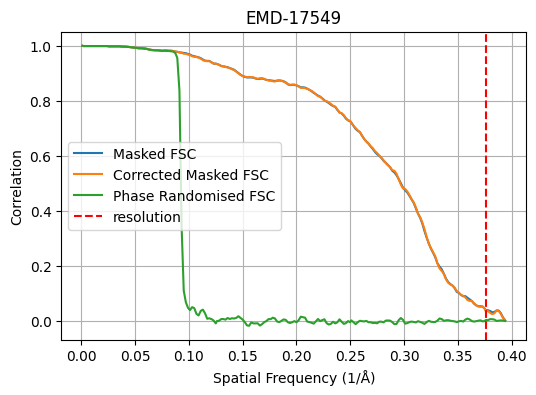 EMD-17549
1.0
0.8
0.6
0.4
0.2
0.0
Correlation
Masked FSC
Corrected Masked FSC
Phase Randomised FSC
resolution
0.00 0.05 0.10 0.15 0.20 0.25 0.30 0.35 0.40
Spatial Frequency (1/Å)